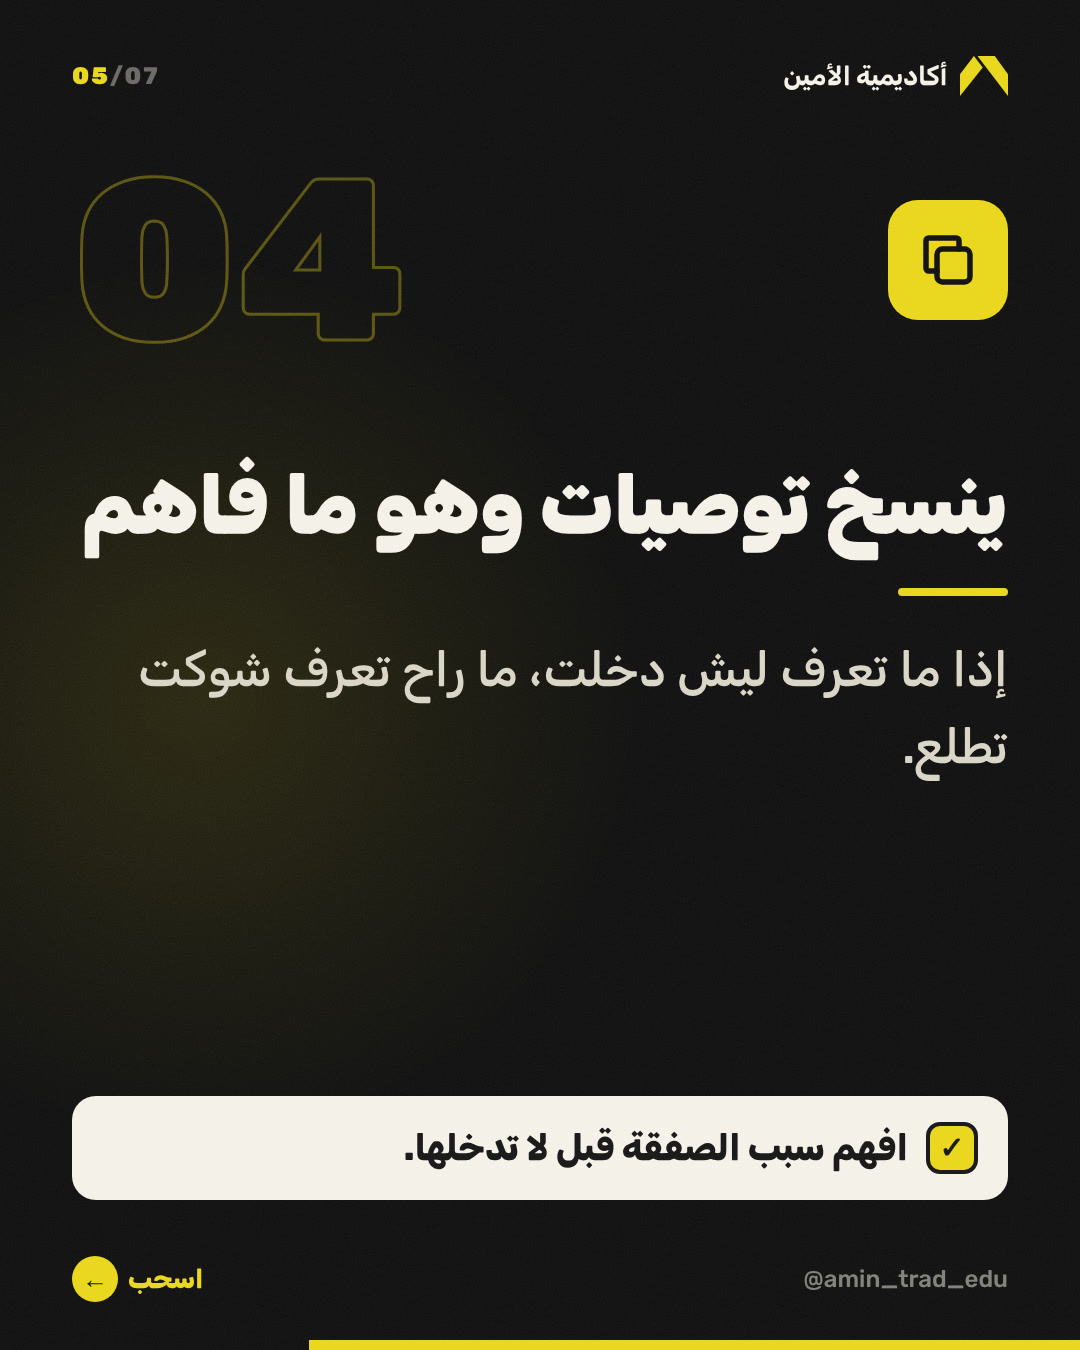 أكاديمية الأمين
05/07
04
ينسخ توصيات وهو ما فاهم
إذا ما تعرف ليش دخلت، ما راح تعرف شوكت
تطلع.
✓ افهم سبب الصفقة قبل لا تدخلها.
@amin_trad_edu
اسحب ←